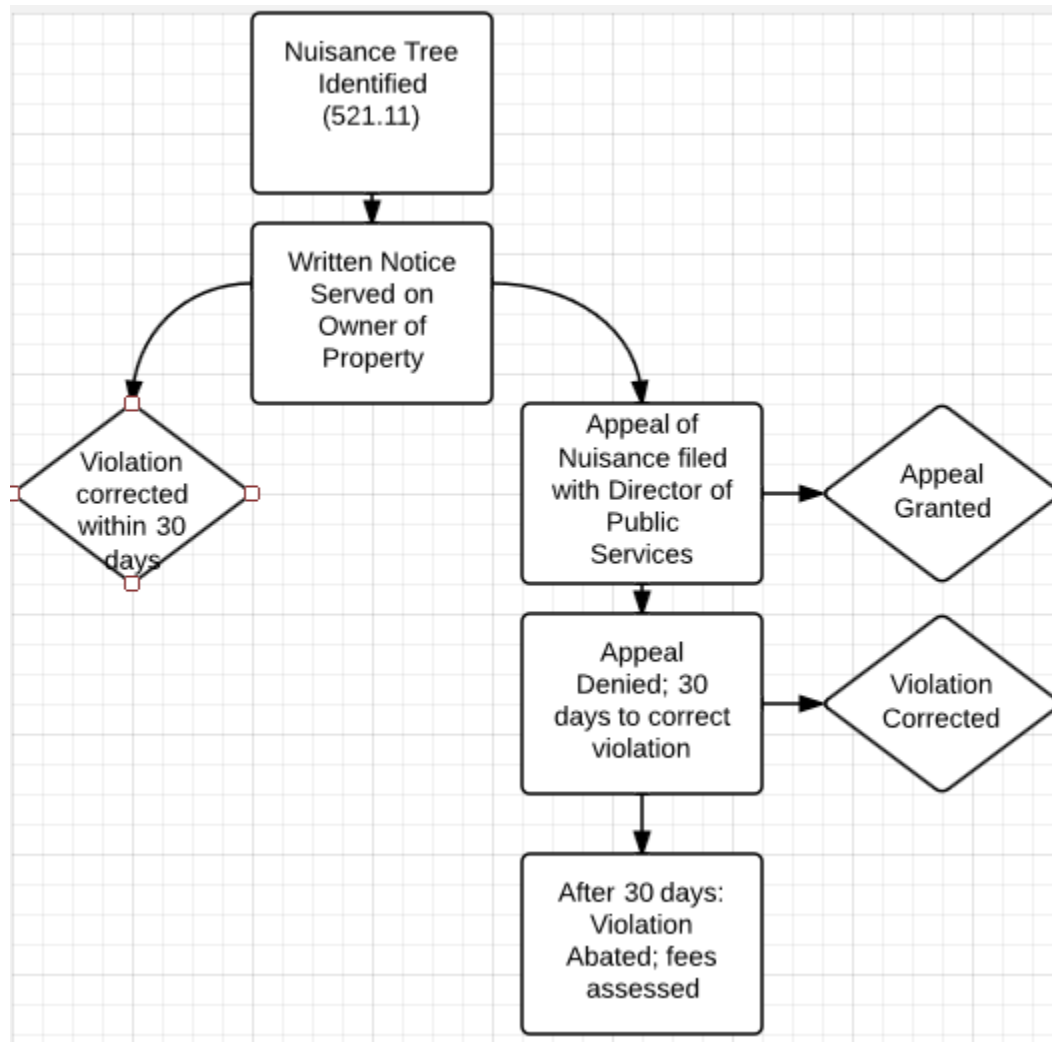 Nuisance Tree
Identified
(521.11)
Written Notice
Served on
Owner of
Property
Violation
corrected
within 30
days
Appeal of
Nuisance filed
with Director of
Public
Services
Appeal
Granted
Appeal
Denied; 30
days to correct
violation
Violation
Corrected
After 30 days:
Violation
Abated; fees
assessed